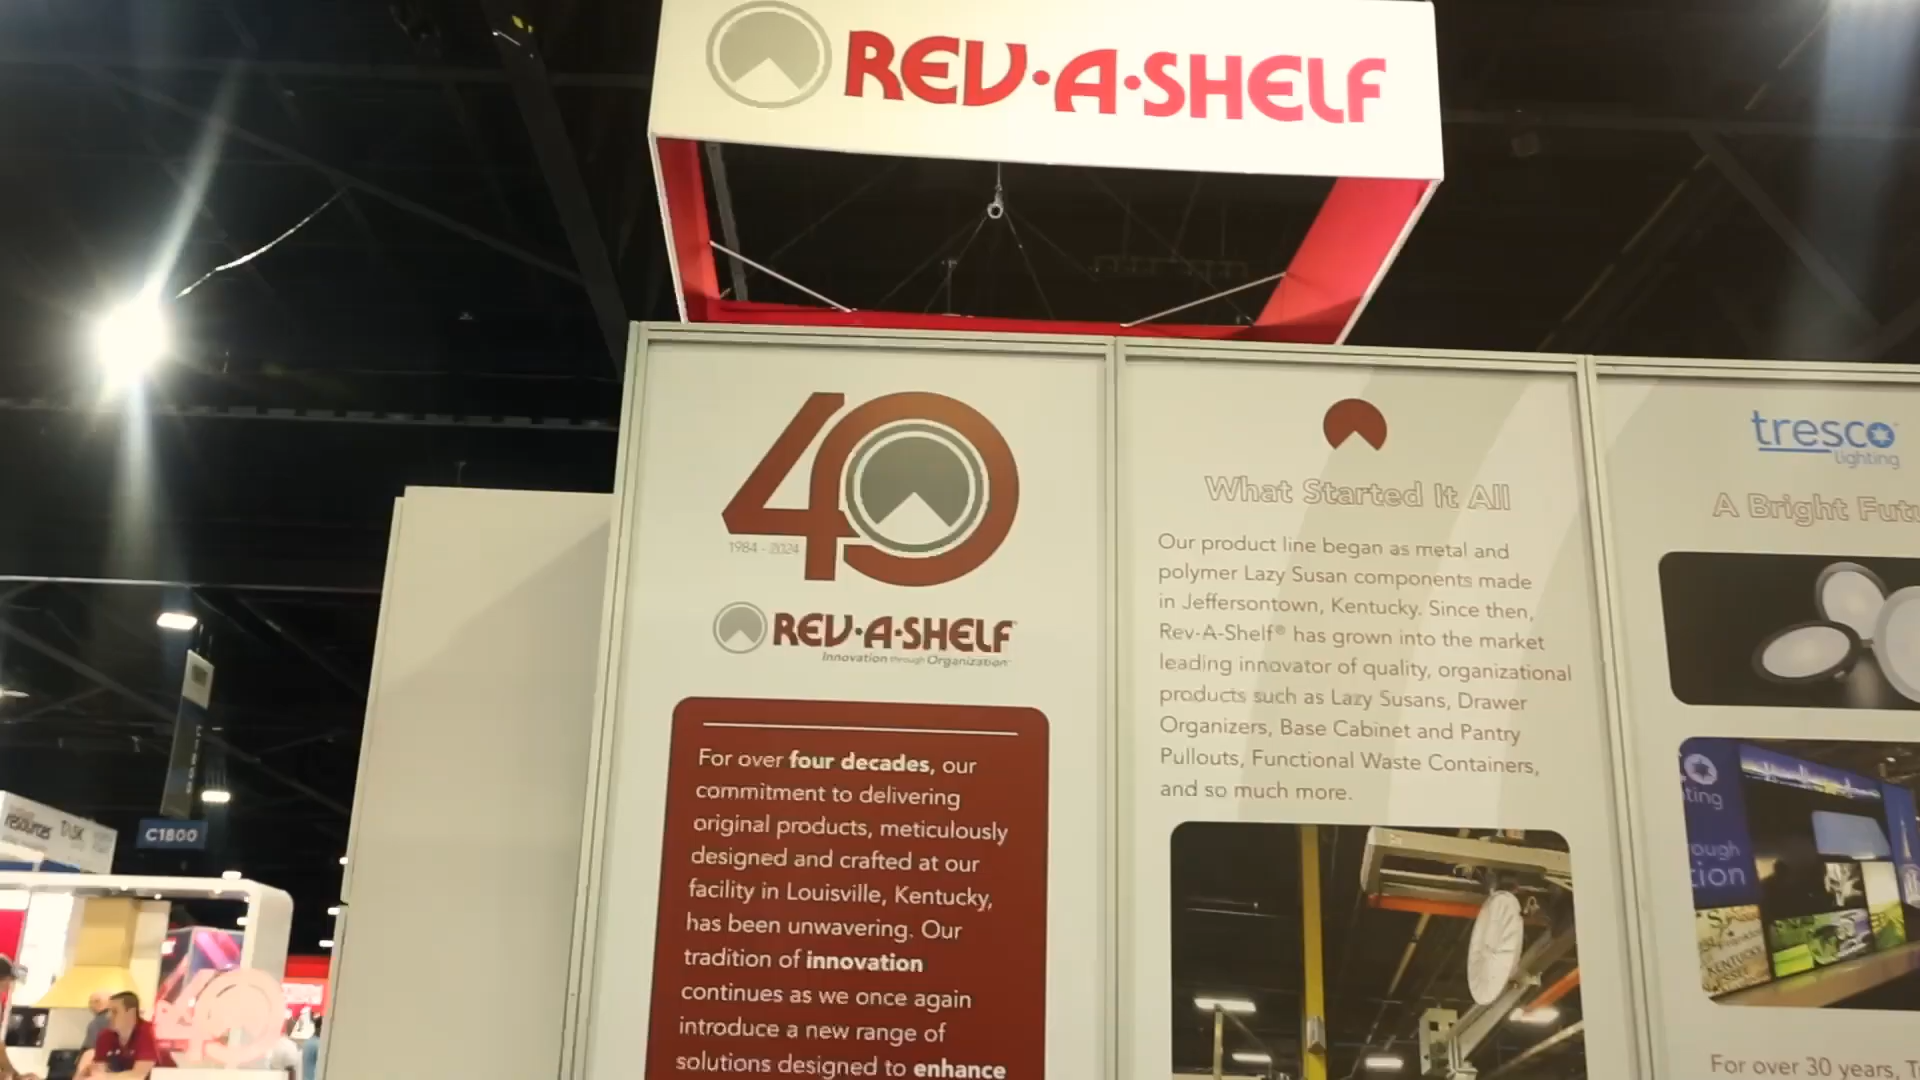 REV·A·SHELF
40
1984 - 2024
REV·A·SHELF
Innovation through Organization
For over four decades, our
commitment to delivering
original products, meticulously
designed and crafted at our
facility in Louisville, Kentucky,
has been unwavering. Our
tradition of innovation
continues as we once again
introduce a new range of
solutions designed to enhance
What Started It All
Our product line began as metal and
polymer Lazy Susan components made
in Jeffersontown, Kentucky. Since then,
Rev-A-Shelf® has grown into the market
leading innovator of quality, organizational
products such as Lazy Susans, Drawer
Organizers, Base Cabinet and Pantry
Pullouts, Functional Waste Containers,
and so much more.
tresco
lighting
A Bright
KENTUCKY
For over 30 years,
C1800
resources
40